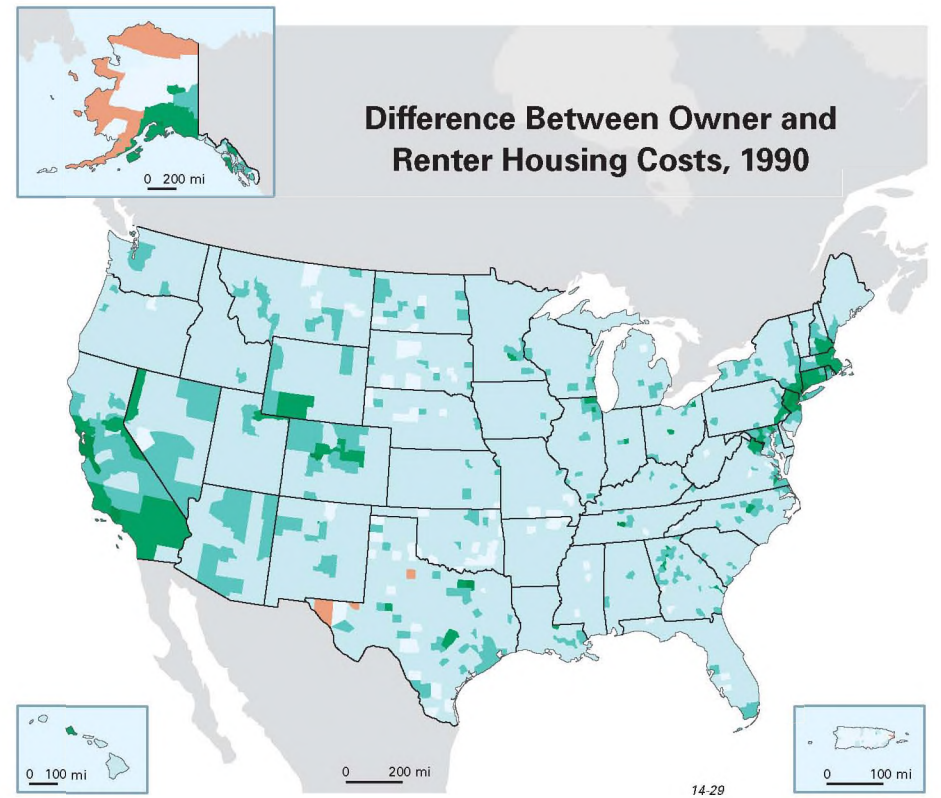 0 200 mi
Difference Between Owner and
Renter Housing Costs, 1990
0 100 mi
0 200 mi
0 100 mi
14-29